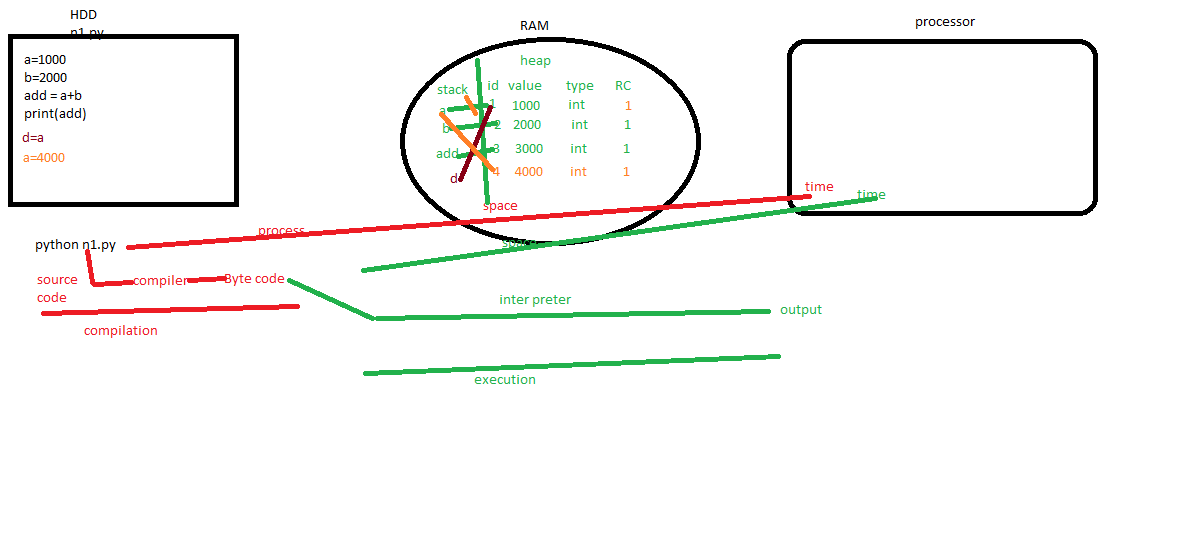 HDD
n1.py
a=1000
b=2000
add = a+b
print(add)
d=a
a=4000
RAM
heap
stack
id value type RC
a 1 1000 int 1
b 2 2000 int 1
add 3 3000 int 1
4 4000 int 1
d
space
space
processor
time
time
python n1.py
process
source
code
compiler
Byte code
compilation
inter preter
output
execution